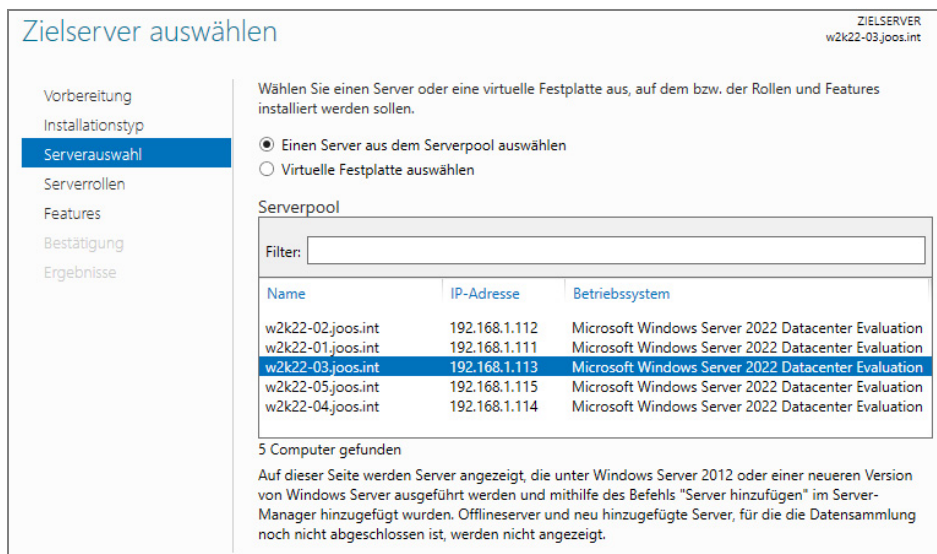 Zielserver auswählen
ZIELSERVER
w2k22-03.joos.int
Vorbereitung
Installationstyp
Serverauswahl
Serverrollen
Features
Bestätigung
Ergebnisse
Wählen Sie einen Server oder eine virtuelle Festplatte aus, auf dem bzw. der Rollen und Features
installiert werden sollen.
Einen Server aus dem Serverpool auswählen
Virtuelle Festplatte auswählen
Serverpool
Filter:
Name IP-Adresse Betriebssystem
w2k22-02.joos.int 192.168.1.112 Microsoft Windows Server 2022 Datacenter Evaluation
w2k22-01.joos.int 192.168.1.111 Microsoft Windows Server 2022 Datacenter Evaluation
w2k22-03.joos.int 192.168.1.113 Microsoft Windows Server 2022 Datacenter Evaluation
w2k22-05.joos.int 192.168.1.115 Microsoft Windows Server 2022 Datacenter Evaluation
w2k22-04.joos.int 192.168.1.114 Microsoft Windows Server 2022 Datacenter Evaluation
5 Computer gefunden
Auf dieser Seite werden Server angezeigt, die unter Windows Server 2012 oder einer neueren Version
von Windows Server ausgeführt werden und mithilfe des Befehls "Server hinzufügen" im Server-
Manager hinzugefügt wurden. Offlineserver und neu hinzugefügte Server, für die die Datensammlung
noch nicht abgeschlossen ist, werden nicht angezeigt.